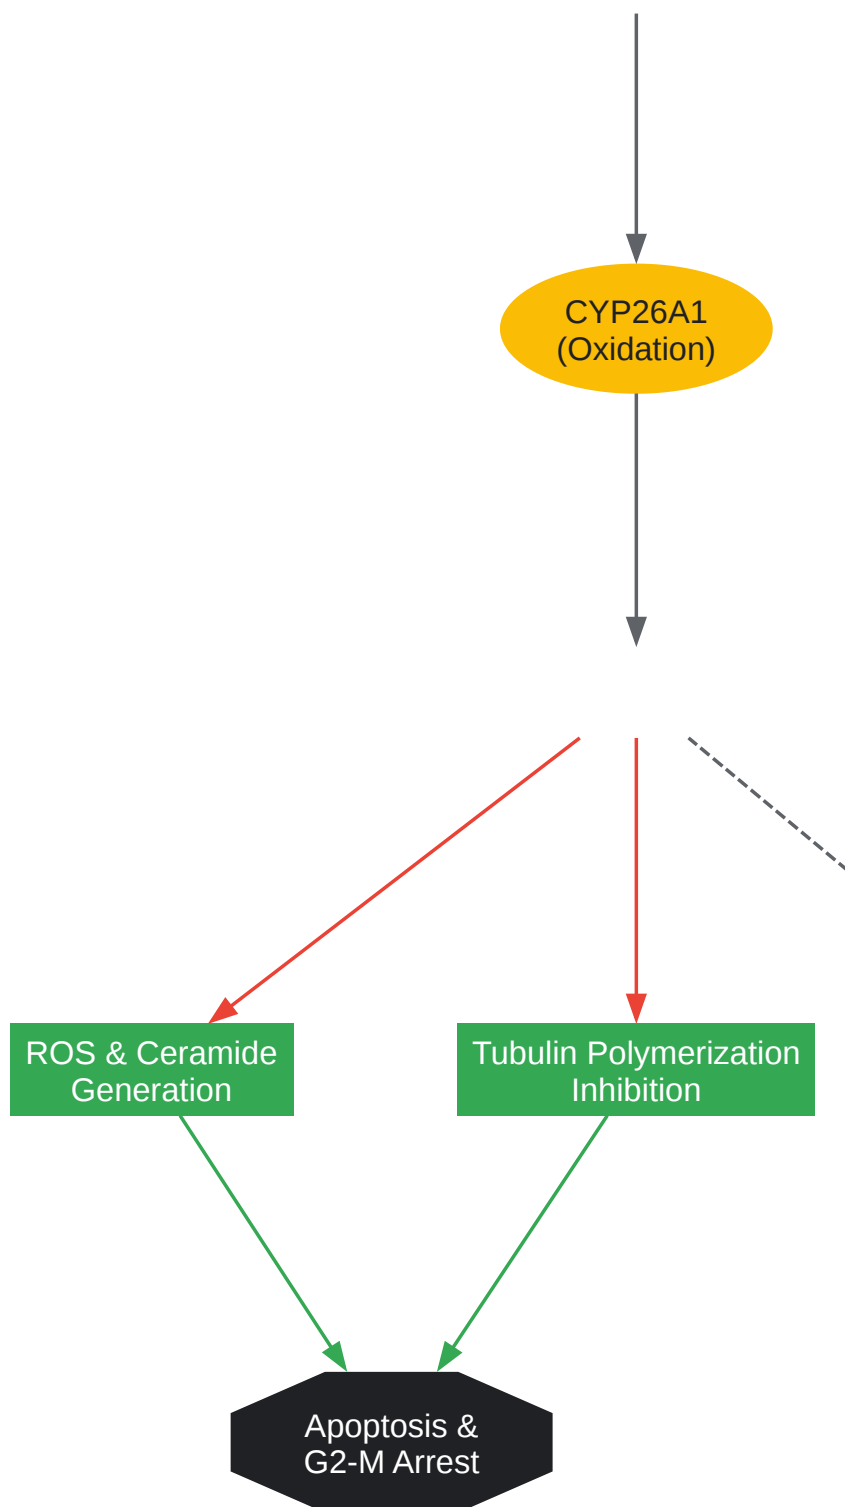 CYP26A1
(Oxidation)
ROS & Ceramide
Generation
Tubulin Polymerization
Inhibition
Apoptosis &
G2-M Arrest